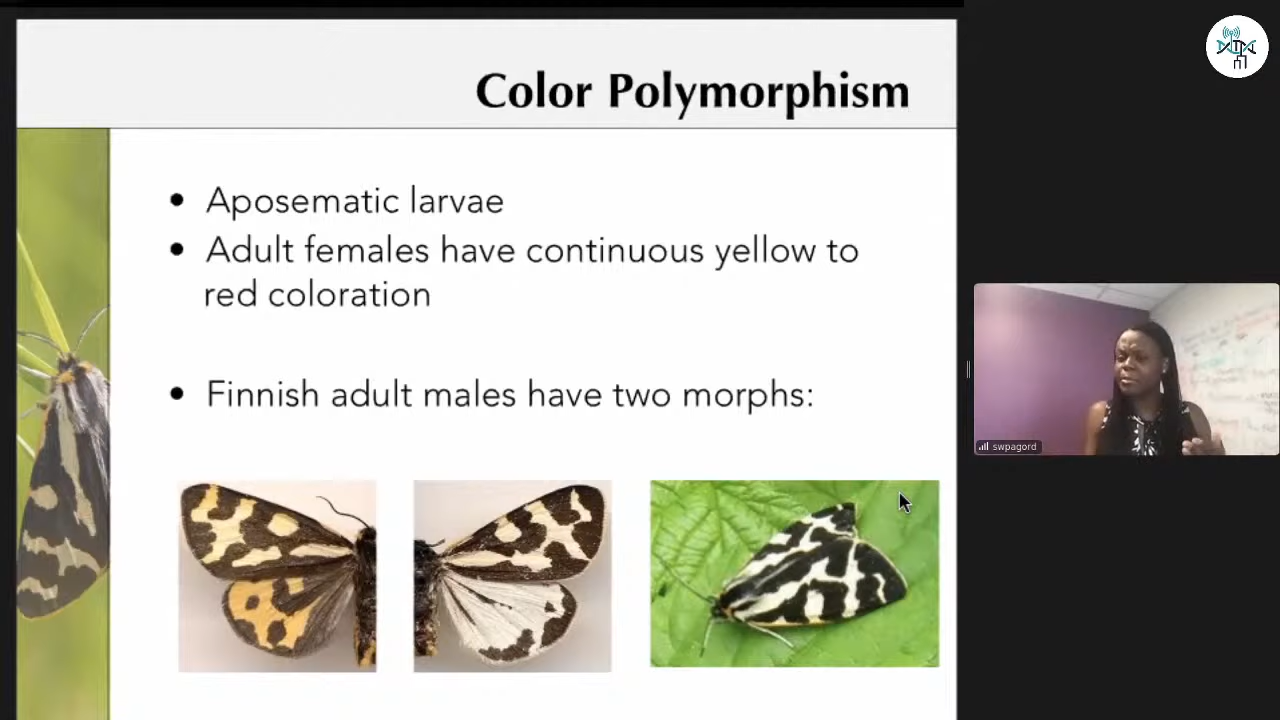 Color Polymorphism
• Aposematic larvae
• Adult females have continuous yellow to
red coloration
• Finnish adult males have two morphs:
swpagord